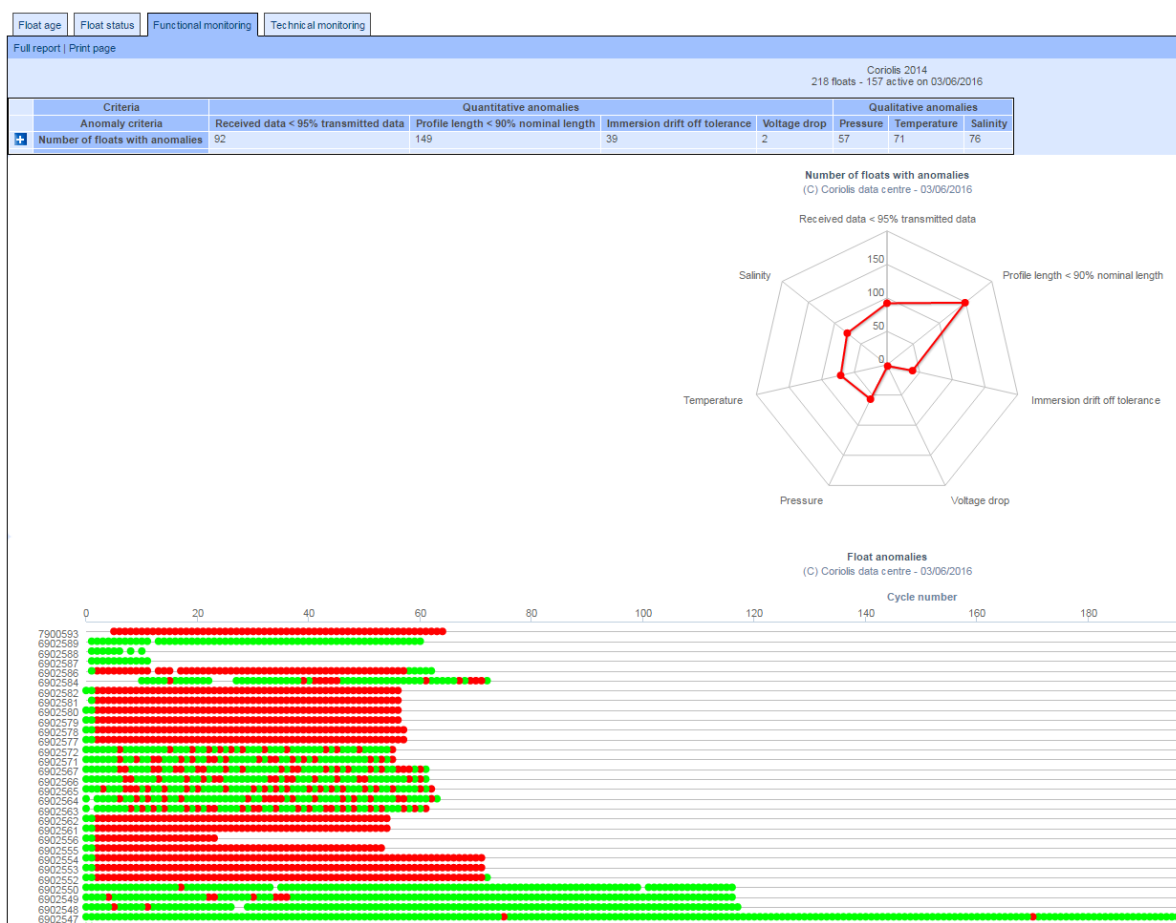 Float age Float status Functional monitoring Technical monitoring
Full report | Print page
Coriolis 2014
218 floats - 157 active on 03/06/2016
Criteria Quantitative anomalies Qualitative anomalies
Anomaly criteria Received data < 95% transmitted data Profile length < 90% nominal length Immersion drift off tolerance Voltage drop Pressure Temperature Salinity
Number of floats with anomalies 92 149 39 2 57 71 76
Number of floats with anomalies
(C) Coriolis data centre - 03/06/2016
Received data < 95% transmitted data
150
Salinity Profile length < 90% nominal length
100
50
0
Temperature Immersion drift off tolerance
Pressure Voltage drop
Float anomalies
(C) Coriolis data centre - 03/06/2016
Cycle number
0 20 40 60 80 100 120 140 160 180
7900593
6902589
6902588
6902587
6902586
6902584
6902582
6902581
6902580
6902579
6902578
6902577
6902572
6902571
6902567
6902566
6902565
6902564
6902563
6902562
6902561
6902556
6902555
6902554
6902553
6902552
6902550
6902549
6902548
6902547